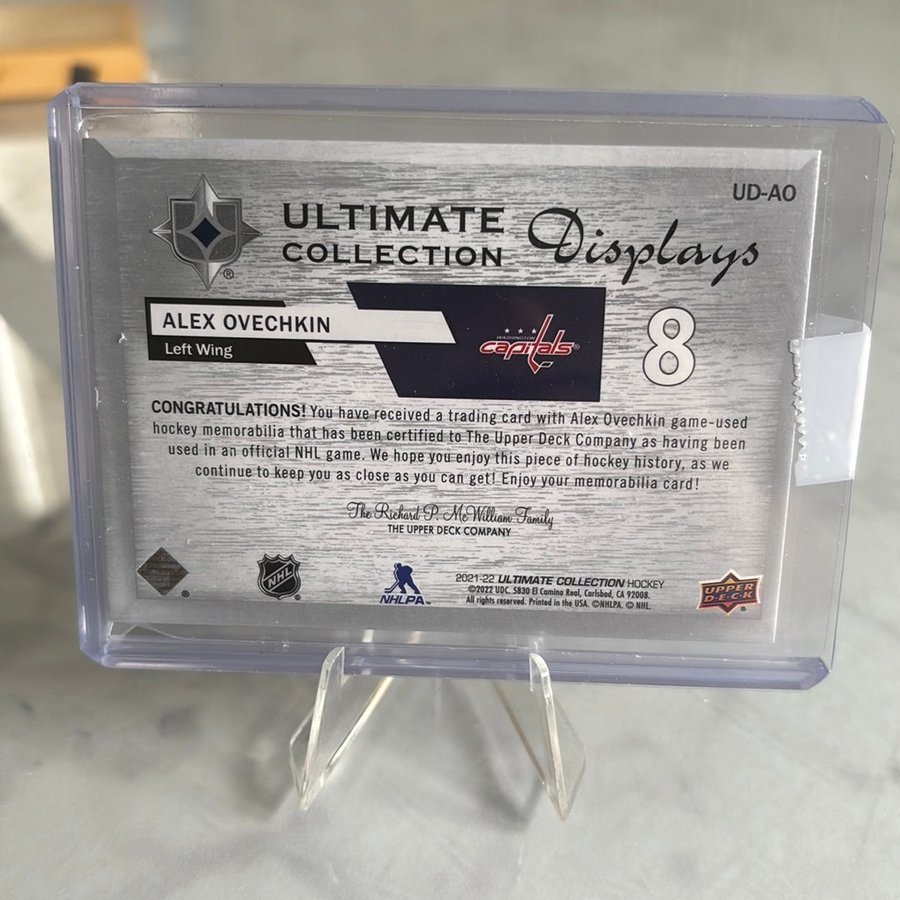 UD-AO
ULTIMATE
COLLECTION
Displays
ALEX OVECHKIN
Left Wing
WASHINGTON
capitals®
8
CONGRATULATIONS! You have received a trading card with Alex Ovechkin game-used
hockey memorabilia that has been certified to The Upper Deck Company as having been
used in an official NHL game. We hope you enjoy this piece of hockey history, as we
continue to keep you as close as you can get! Enjoy your memorabilia card!
The Richard P. McWilliam Family
THE UPPER DECK COMPANY
NHL
NHLPA™
2021-22 ULTIMATE COLLECTION HOCKEY
©2022 UDC. 5830 El Camino Real, Carlsbad, CA 92008.
All rights reserved. Printed in the USA. ©NHLPA. © NHL.
UPPER
DECK